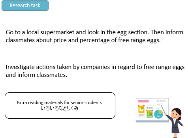 Research task
Go to a local supermarket and look in the egg section. Then inform
classmates about price and percentage of free range eggs.
Investigate actions taken by companies in regard to free range eggs
and inform classmates.